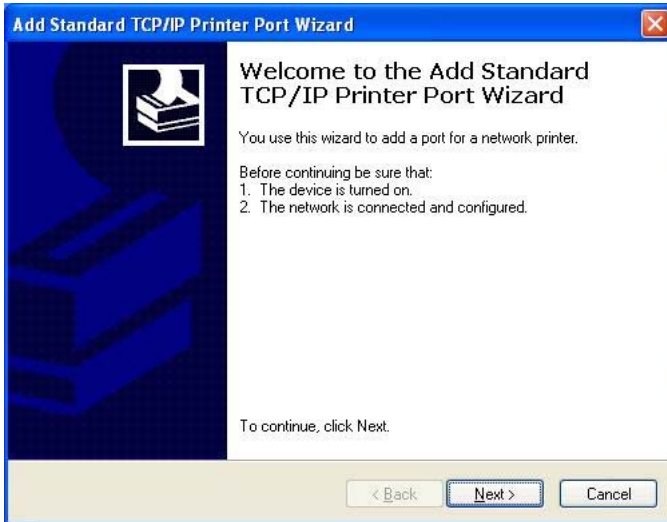 Add Standard TCP/IP Printer Port Wizard
Welcome to the Add Standard
TCP/IP Printer Port Wizard
You use this wizard to add a port for a network printer.
Before continuing be sure that:
1. The device is turned on.
2. The network is connected and configured.
To continue, click Next.
< Back Next > Cancel